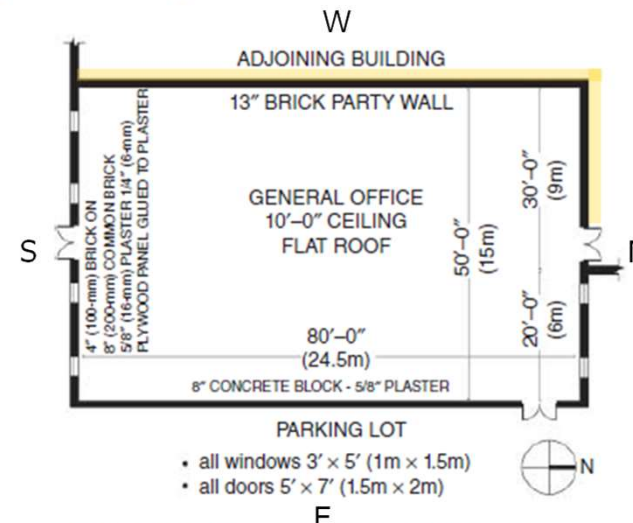 W
ADJOINING BUILDING
13" BRICK PARTY WALL
4" (100-mm) BRICK ON
8" (200-mm) COMMON BRICK
5/8" (16-mm) PLASTER 1/4" (6-mm)
PLYWOOD PANEL GLUED TO PLASTER
GENERAL OFFICE
10'–0" CEILING
FLAT ROOF
50'–0"
(15m)
30'–0"
(9m)
S
20'–0"
(6m)
80'–0"
(24.5m)
8" CONCRETE BLOCK - 5/8" PLASTER
PARKING LOT
• all windows 3' × 5' (1m × 1.5m)
• all doors 5' × 7' (1.5m × 2m)
N